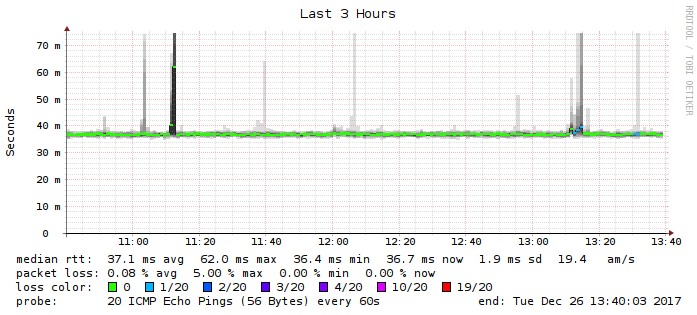 Last 3 Hours
RRDTOOL / TOBI OETIKER
Seconds
70 m
60 m
50 m
40 m
30 m
20 m
10 m
0
11:00 11:20 11:40 12:00 12:20 12:40 13:00 13:20 13:40
median rtt: 37.1 ms avg 62.0 ms max 36.4 ms min 36.7 ms now 1.9 ms sd 19.4 am/s
packet loss: 0.08 % avg 5.00 % max 0.00 % min 0.00 % now
loss color: 0 1/20 2/20 3/20 4/20 10/20 19/20
probe: 20 ICMP Echo Pings (56 Bytes) every 60s end: Tue Dec 26 13:40:03 2017